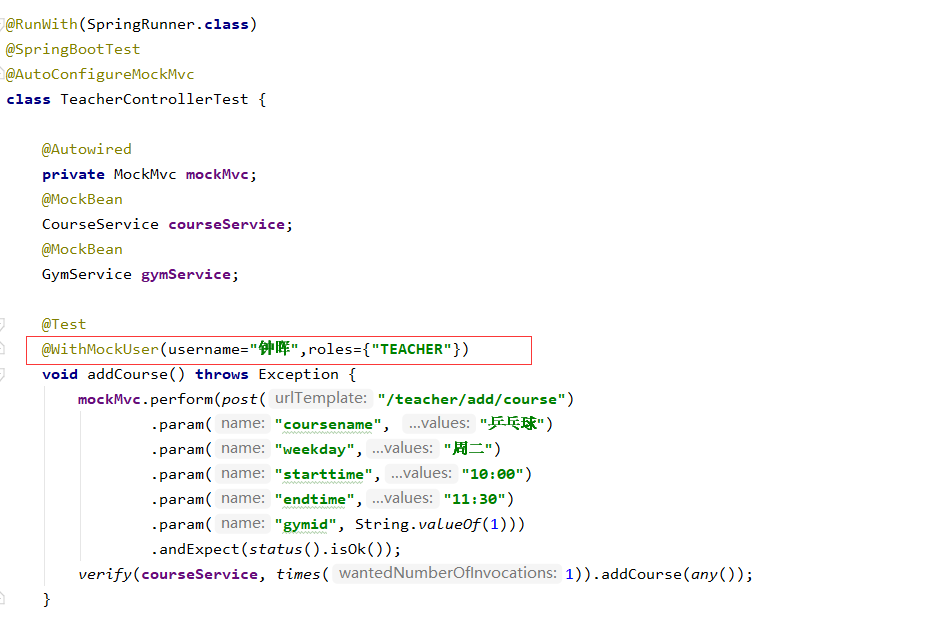 @RunWith(SpringRunner.class)
@SpringBootTest
@AutoConfigureMockMvc
class TeacherControllerTest {
@Autowired
private MockMvc mockMvc;
@MockBean
CourseService courseService;
@MockBean
GymService gymService;
@Test
@WithMockUser(username="钟晖",roles={"TEACHER"})
void addCourse() throws Exception {
mockMvc.perform(post( urlTemplate: "/teacher/add/course")
.param( name: "coursename", ...values: "乒乓球")
.param( name: "weekday", ...values: "周二")
.param( name: "starttime", ...values: "10:00")
.param( name: "endtime", ...values: "11:30")
.param( name: "gymid", String.valueOf(1)))
.andExpect(status().isOk());
verify(courseService, times( wantedNumberOfInvocations: 1)).addCourse(any());
}